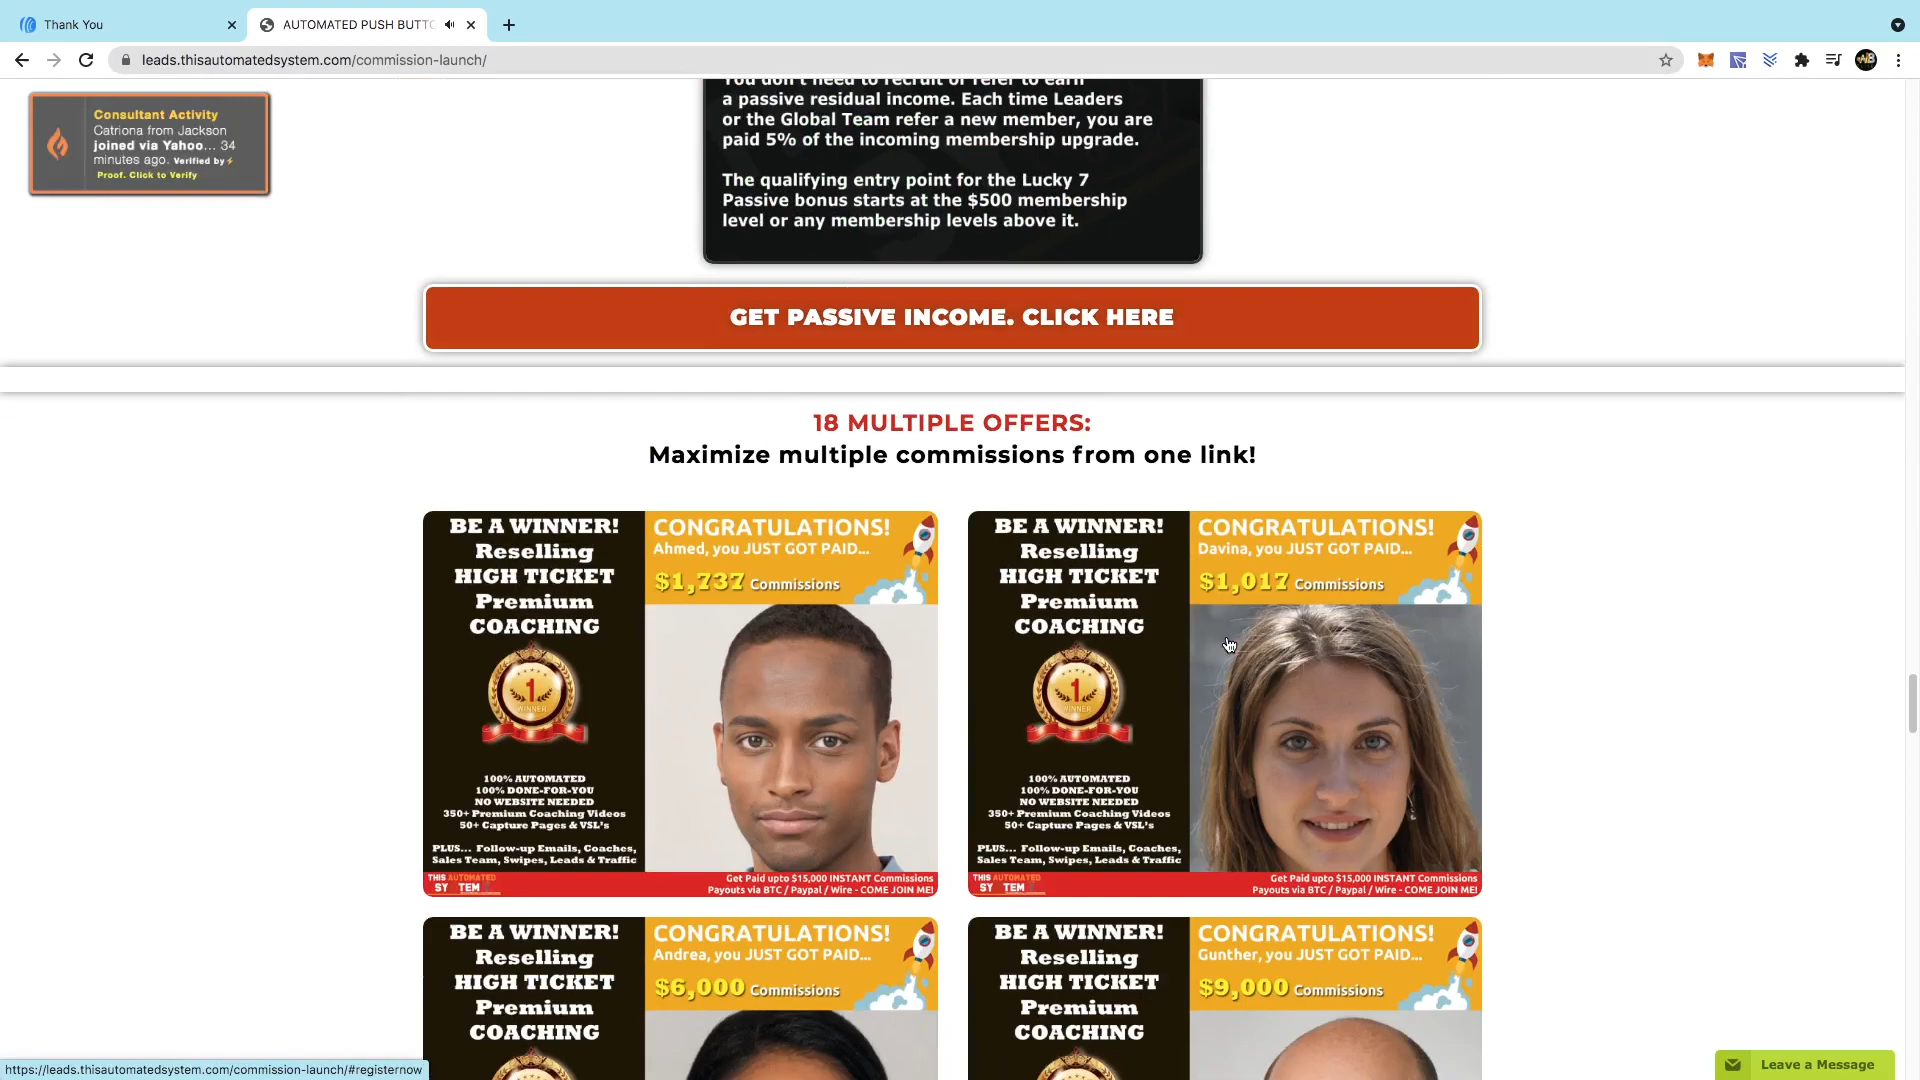 Thank You
AUTOMATED PUSH BUTTO
leads.thisautomatedsystem.com/commission-launch/
Consultant Activity
Catriona from Jackson
joined via Yahoo... 34
minutes ago. Verified by
Proof. Click to Verify
You don't need to recruit or refer to earn
a passive residual income. Each time Leaders
or the Global Team refer a new member, you are
paid 5% of the incoming membership upgrade.
The qualifying entry point for the Lucky 7
Passive bonus starts at the $500 membership
level or any membership levels above it.
GET PASSIVE INCOME. CLICK HERE
18 MULTIPLE OFFERS:
Maximize multiple commissions from one link!
BE A WINNER!
Reselling
HIGH TICKET
Premium
COACHING
1
WINNER
100% AUTOMATED
100% DONE-FOR-YOU
NO WEBSITE NEEDED
350+ Premium Coaching Videos
50+ Capture Pages & VSL's
PLUS... Follow-up Emails, Coaches,
Sales Team, Swipes, Leads & Traffic
CONGRATULATIONS!
Ahmed, you JUST GOT PAID...
$1,737 Commissions
THIS AUTOMATED
SY TEM
Get Paid upto $15,000 INSTANT Commissions
Payouts via BTC / Paypal / Wire - COME JOIN ME!
BE A WINNER!
Reselling
HIGH TICKET
Premium
COACHING
1
WINNER
100% AUTOMATED
100% DONE-FOR-YOU
NO WEBSITE NEEDED
350+ Premium Coaching Videos
50+ Capture Pages & VSL's
PLUS... Follow-up Emails, Coaches,
Sales Team, Swipes, Leads & Traffic
CONGRATULATIONS!
Davina, you JUST GOT PAID...
$1,017 Commissions
THIS AUTOMATED
SY TEM
Get Paid upto $15,000 INSTANT Commissions
Payouts via BTC / Paypal / Wire - COME JOIN ME!
BE A WINNER!
Reselling
HIGH TICKET
Premium
COACHING
CONGRATULATIONS!
Andrea, you JUST GOT PAID...
$6,000 Commissions
BE A WINNER!
Reselling
HIGH TICKET
Premium
COACHING
CONGRATULATIONS!
Gunther, you JUST GOT PAID...
$9,000 Commissions
https://leads.thisautomatedsystem.com/commission-launch/#registernow
Leave a Message